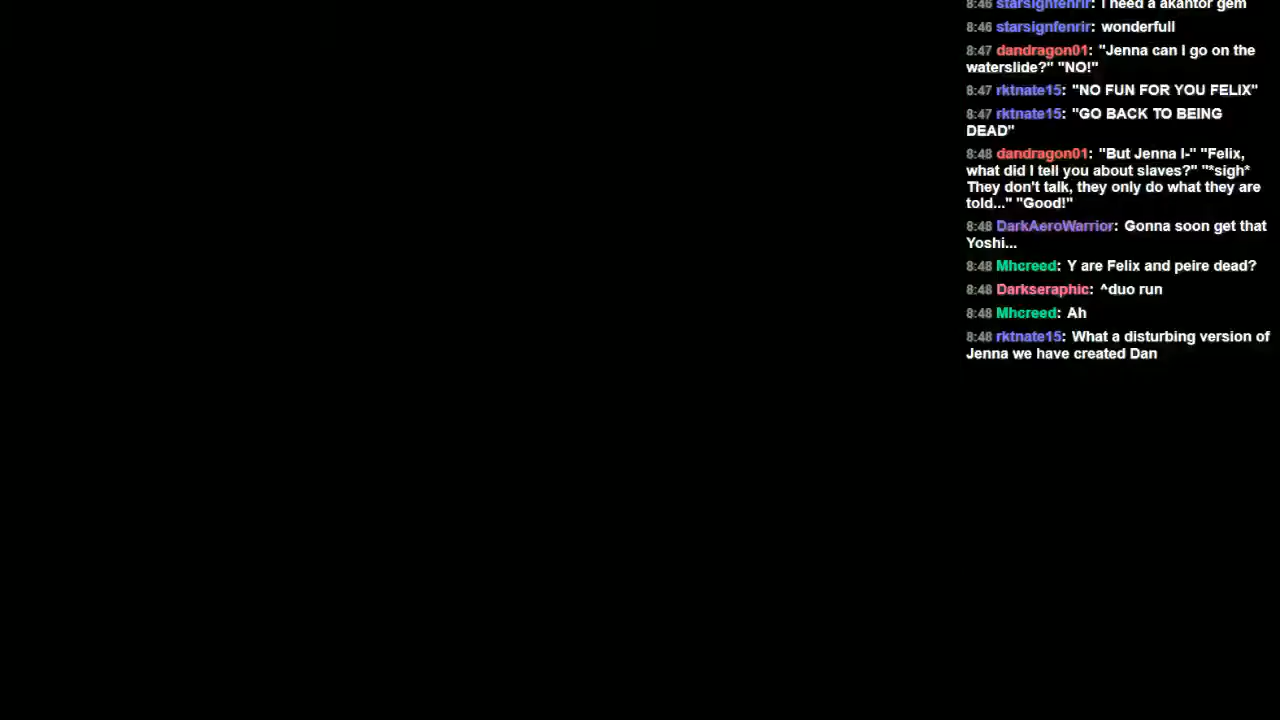 8:46 starsignfenrir: I need a akantor gem
8:46 starsignfenrir: wonderfull
8:47 dandragon01: "Jenna can I go on the
waterslide?" "NO!"
8:47 rktnate15: "NO FUN FOR YOU FELIX"
8:47 rktnate15: "GO BACK TO BEING
DEAD"
8:48 dandragon01: "But Jenna I-" "Felix,
what did I tell you about slaves?" "*sigh*
They don't talk, they only do what they are
told..." "Good!"
8:48 DarkAeroWarrior: Gonna soon get that
Yoshi...
8:48 Mhcreed: Y are Felix and peire dead?
8:48 Darkseraphic: ^duo run
8:48 Mhcreed: Ah
8:48 rktnate15: What a disturbing version of
Jenna we have created Dan